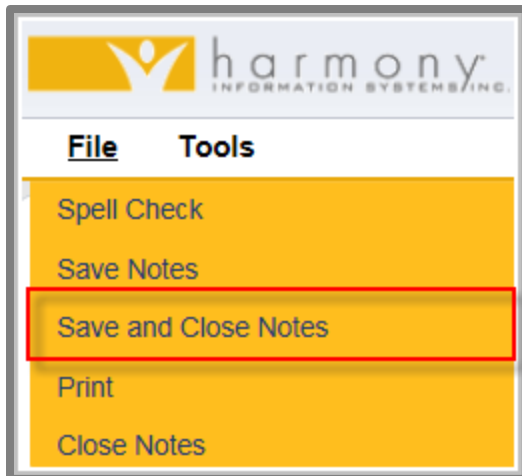 harmony
INFORMATION SYSTEMS, INC.
File Tools
Spell Check
Save Notes
Save and Close Notes
Print
Close Notes